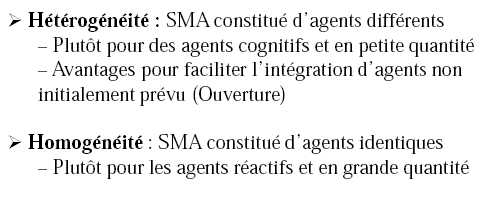 ➢ Hétérogénéité : SMA constitué d'agents différents
– Plutôt pour des agents cognitifs et en petite quantité
– Avantages pour faciliter l'intégration d'agents non
initialement prévu (Ouverture)
➢ Homogénéité : SMA constitué d'agents identiques
– Plutôt pour les agents réactifs et en grande quantité